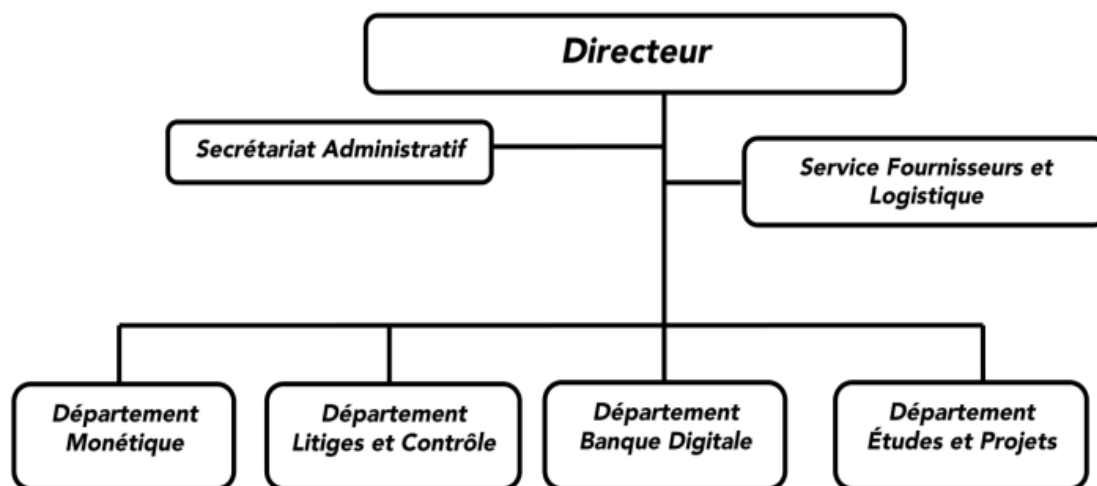 Directeur
Secrétariat Administratif
Service Fournisseurs et
Logistique
Département
Monétique
Département
Litiges et Contrôle
Département
Banque Digitale
Département
Études et Projets